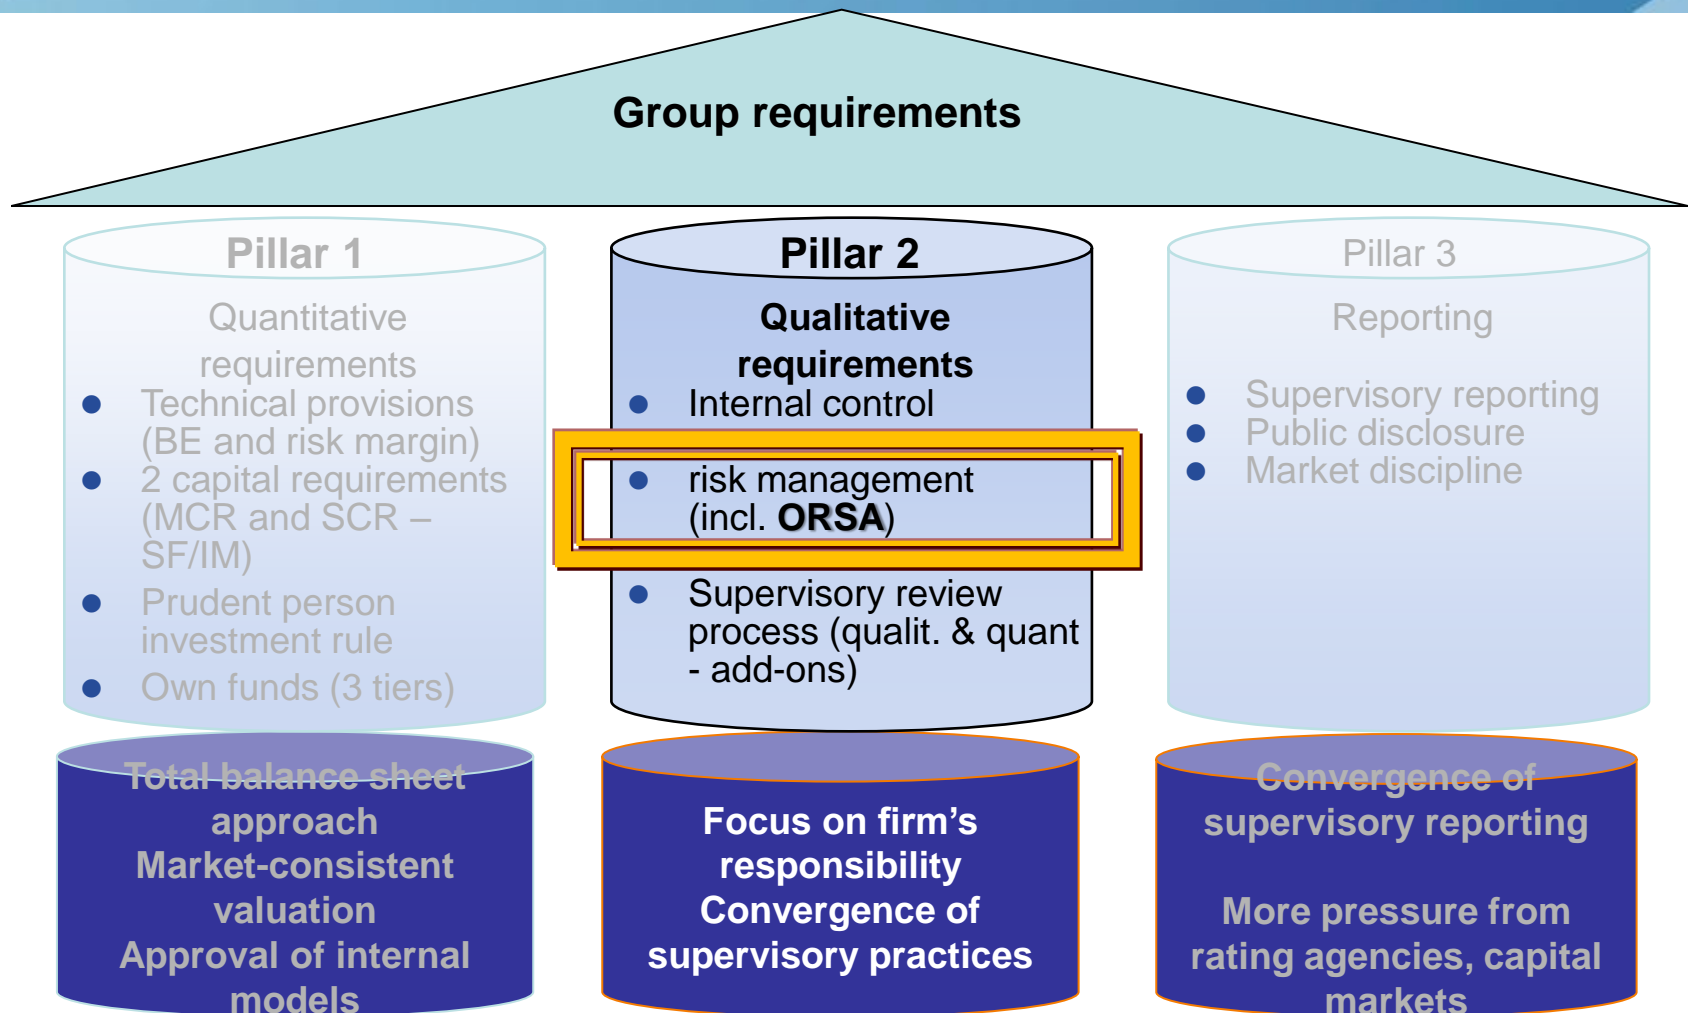 Group requirements
Pillar 1
Quantitative
requirements
Technical provisions
(BE and risk margin)
2 capital requirements
(MCR and SCR –
SF/IM)
Prudent person
investment rule
Own funds (3 tiers)
Total balance sheet
approach
Market-consistent
valuation
Approval of internal
models
Pillar 2
Qualitative
requirements
Internal control
risk management
(incl. ORSA)
Supervisory review
process (qualit. & quant
- add-ons)
Focus on firm’s
responsibility
Convergence of
supervisory practices
Pillar 3
Reporting
Supervisory reporting
Public disclosure
Market discipline
Convergence of
supervisory reporting
More pressure from
rating agencies, capital
markets